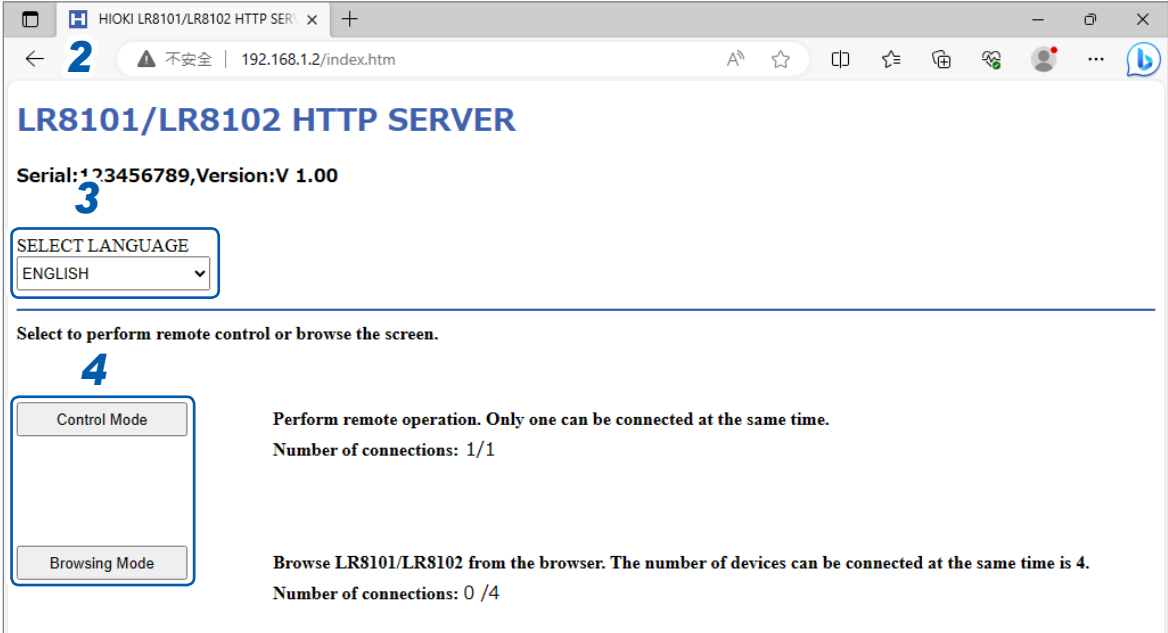 HIOKI LR8101/LR8102 HTTP SER
2
不安全 | 192.168.1.2/index.htm
LR8101/LR8102 HTTP SERVER
Serial:123456789,Version:V 1.00
3
SELECT LANGUAGE
ENGLISH
Select to perform remote control or browse the screen.
4
Control Mode
Perform remote operation. Only one can be connected at the same time.
Number of connections: 1/1
Browsing Mode
Browse LR8101/LR8102 from the browser. The number of devices can be connected at the same time is 4.
Number of connections: 0 /4